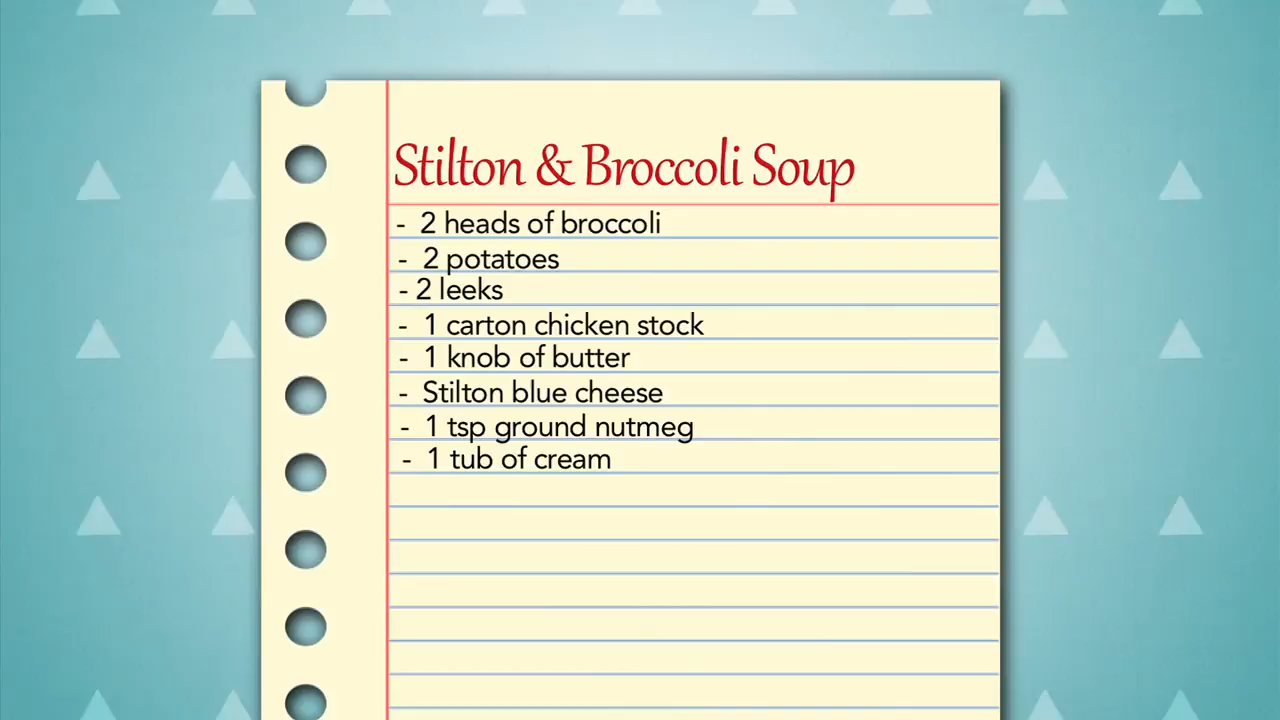 Stilton & Broccoli Soup
- 2 heads of broccoli
- 2 potatoes
- 2 leeks
- 1 carton chicken stock
- 1 knob of butter
- Stilton blue cheese
- 1 tsp ground nutmeg
- 1 tub of cream